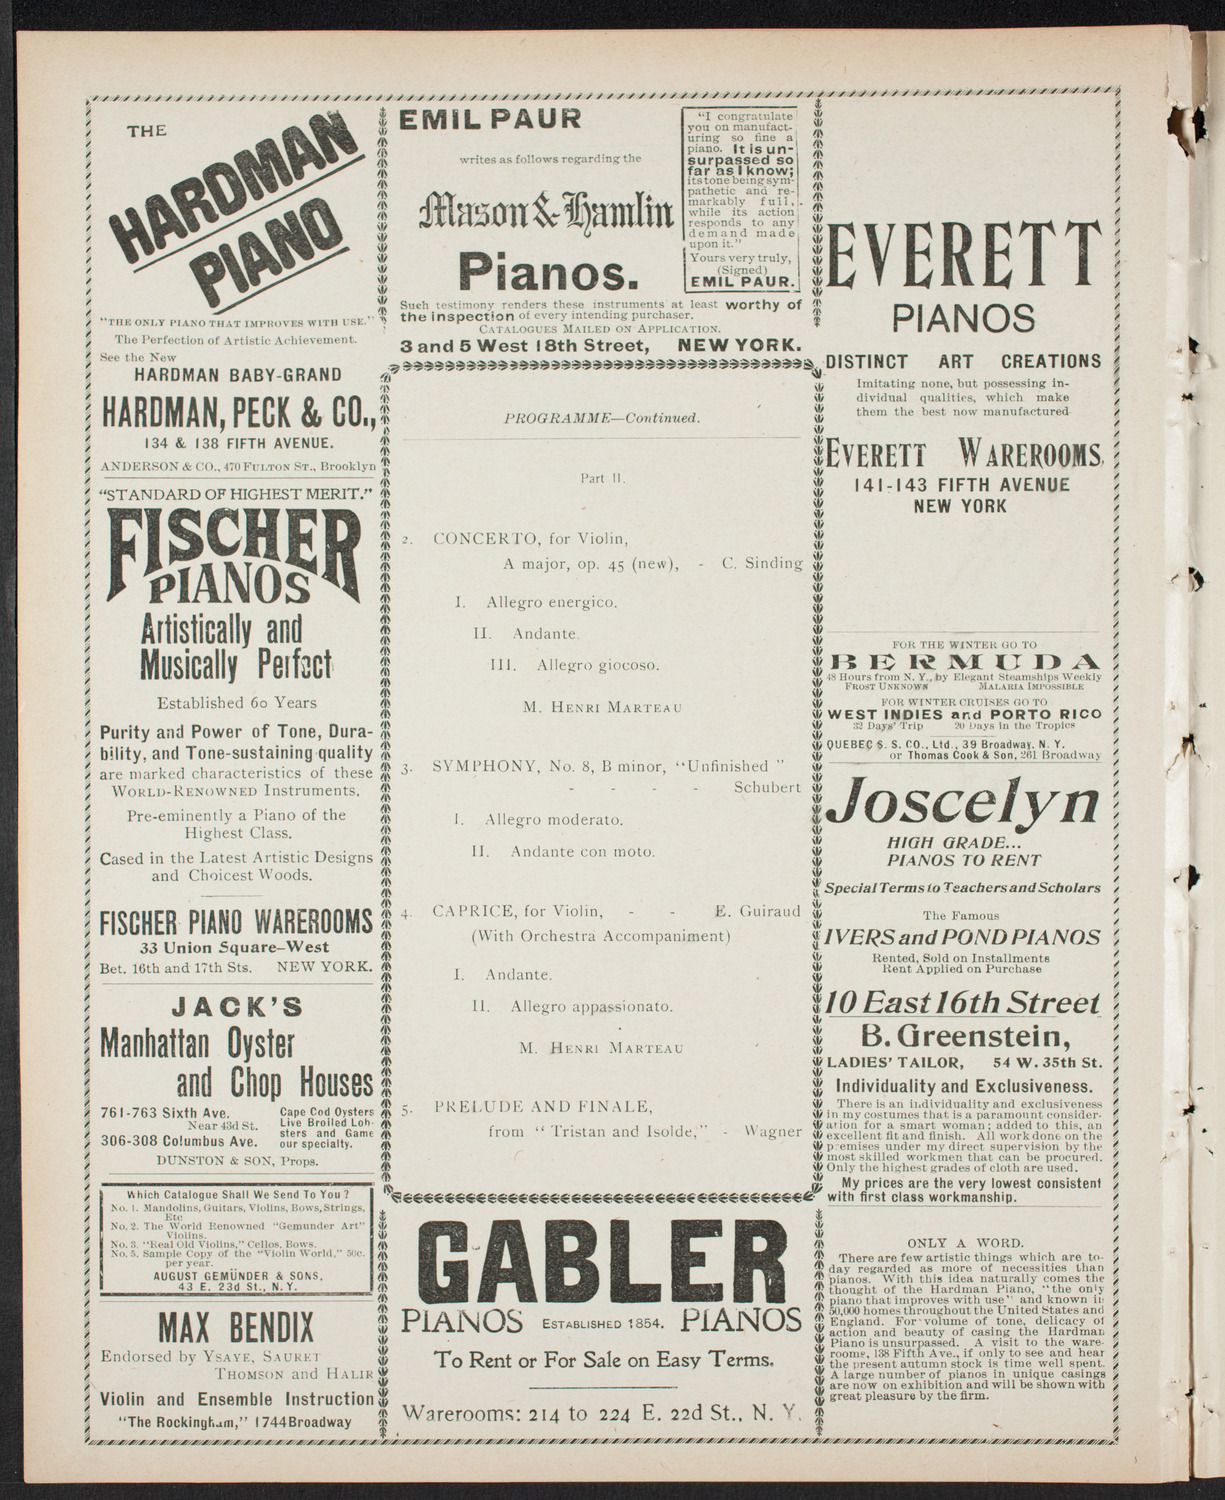 THE
HARDMAN
PIANO
"THE ONLY PIANO THAT IMPROVES WITH USE."
The Perfection of Artistic Achievement.
See the New
HARDMAN BABY-GRAND
HARDMAN, PECK & CO.,
134 & 138 FIFTH AVENUE.
ANDERSON & CO., 470 FULTON ST., Brooklyn
"STANDARD OF HIGHEST MERIT."
FISCHER
PIANOS
Artistically and
Musically Perfect
Established 60 Years
Purity and Power of Tone, Dura-
bility, and Tone-sustaining quality
are marked characteristics of these
WORLD-RENOWNED Instruments.
Pre-eminently a Piano of the
Highest Class.
Cased in the Latest Artistic Designs
and Choicest Woods.
FISCHER PIANO WAREROOMS
33 Union Square—West
Bet. 16th and 17th Sts. NEW YORK.
JACK'S
Manhattan Oyster
and Chop Houses
761-763 Sixth Ave.
Near 43d St.
306-308 Columbus Ave.
Cape Cod Oysters
Live Broiled Lob-
sters and Game
our specialty.
DUNSTON & SON, Props.
Which Catalogue Shall We Send To You?
No. 1. Mandolins, Guitars, Violins, Bows, Strings,
Etc
No. 2. The World Renowned "Gemunder Art"
Violins.
No. 3. "Real Old Violins," Cellos, Bows.
No. 5. Sample Copy of the "Violin World," 50c.
per year.
AUGUST GEMÜNDER & SONS,
43 E. 23d St., N. Y.
MAX BENDIX
Endorsed by YSAYE, SAURET
THOMSON and HALIR
Violin and Ensemble Instruction
"The Rockingham," 1744 Broadway
EMIL PAUR
writes as follows regarding the
Mason & Hamlin
Pianos.
"I congratulate
you on manufact-
uring so fine a
piano. It is un-
surpassed so
far as I know;
its tone being sym-
pathetic and re-
markably full,
while its action
responds to any
demand made
upon it."
Yours very truly,
(Signed)
EMIL PAUR.
Such testimony renders these instruments at least worthy of
the inspection of every intending purchaser.
CATALOGUES MAILED ON APPLICATION.
3 and 5 West 18th Street, NEW YORK.
PROGRAMME—Continued.
Part II.
2. CONCERTO, for Violin,
A major, op. 45 (new), - C. Sinding
I. Allegro energico.
II. Andante.
III. Allegro giocoso.
M. HENRI MARTEAU
3. SYMPHONY, No. 8, B minor, "Unfinished"
- - - - Schubert
I. Allegro moderato.
II. Andante con moto.
4. CAPRICE, for Violin, - - E. Guiraud
(With Orchestra Accompaniment)
I. Andante.
II. Allegro appassionato.
M. HENRI MARTEAU
5. PRELUDE AND FINALE,
from "Tristan and Isolde," - Wagner
GABLER
PIANOS ESTABLISHED 1854. PIANOS
To Rent or For Sale on Easy Terms.
Warerooms: 214 to 224 E. 22d St., N. Y.
EVERETT
PIANOS
DISTINCT ART CREATIONS
Imitating none, but possessing in-
dividual qualities, which make
them the best now manufactured
EVERETT WAREROOMS,
141-143 FIFTH AVENUE
NEW YORK
FOR THE WINTER GO TO
BERMUDA
48 Hours from N. Y., by Elegant Steamships Weekly
FROST UNKNOWN MALARIA IMPOSSIBLE
FOR WINTER CRUISES GO TO
WEST INDIES and PORTO RICO
32 Days' Trip 20 Days in the Tropics
QUEBEC S. S. CO., Ltd., 39 Broadway, N. Y.
or Thomas Cook & Son, 261 Broadway
Joscelyn
HIGH GRADE...
PIANOS TO RENT
Special Terms to Teachers and Scholars
The Famous
IVERS and POND PIANOS
Rented, Sold on Installments
Rent Applied on Purchase
10 East 16th Street
B. Greenstein,
LADIES' TAILOR, 54 W. 35th St.
Individuality and Exclusiveness.
There is an individuality and exclusiveness
in my costumes that is a paramount consider-
ation for a smart woman; added to this, an
excellent fit and finish. All work done on the
premises under my direct supervision by the
most skilled workmen that can be procured.
Only the highest grades of cloth are used.
My prices are the very lowest consistent
with first class workmanship.
ONLY A WORD.
There are few artistic things which are to-
day regarded as more of necessities than
pianos. With this idea naturally comes the
thought of the Hardman Piano, "the only
piano that improves with use" and known in
50,000 homes throughout the United States and
England. For volume of tone, delicacy of
action and beauty of casing the Hardman
Piano is unsurpassed. A visit to the ware-
rooms, 138 Fifth Ave., if only to see and hear
the present autumn stock is time well spent.
A large number of pianos in unique casings
are now on exhibition and will be shown with
great pleasure by the firm.